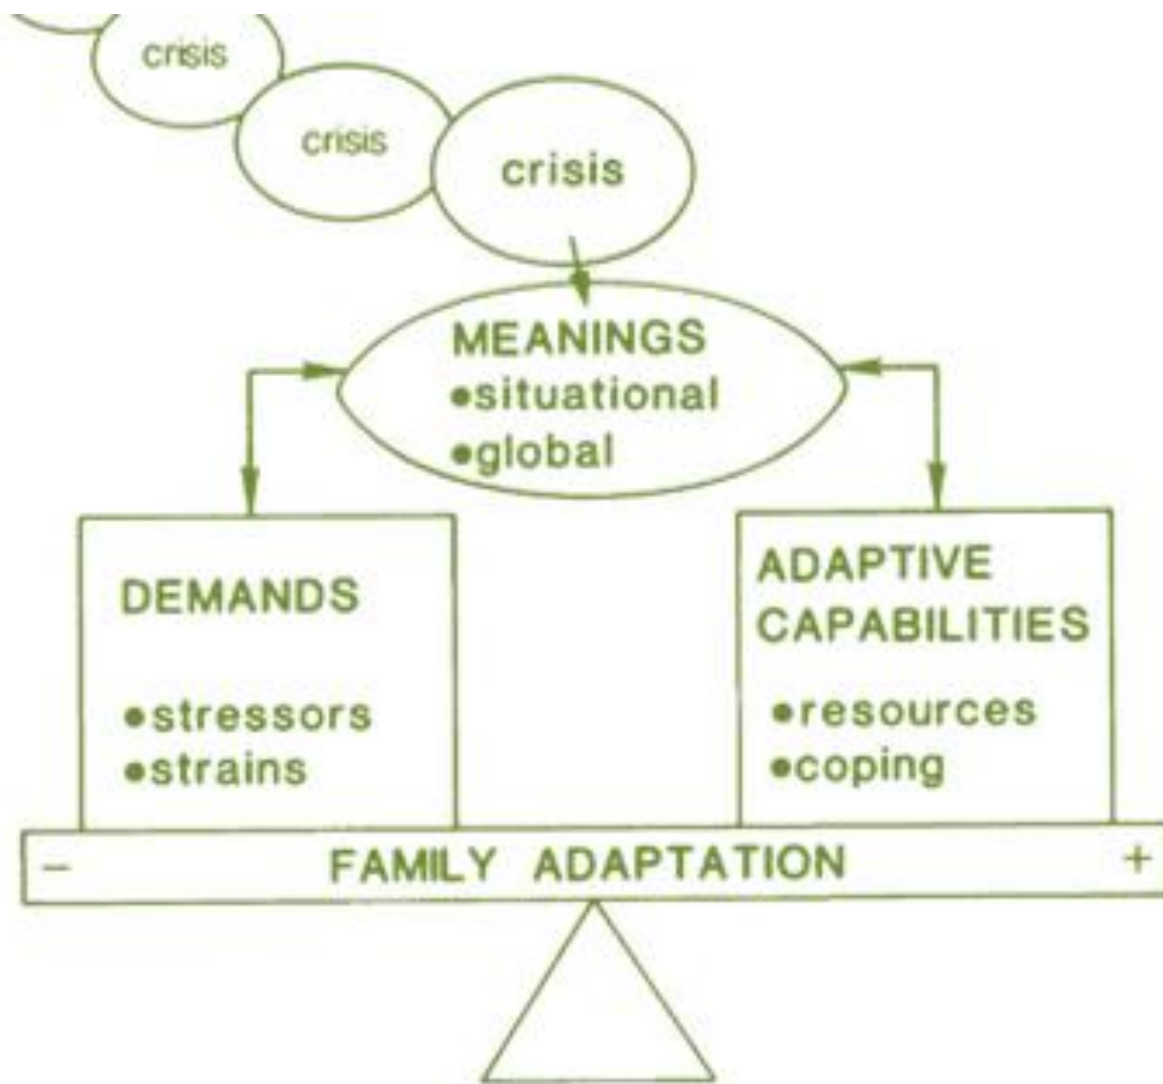 crisis
crisis
crisis
MEANINGS
●situational
●global
DEMANDS
●stressors
●strains
ADAPTIVE
CAPABILITIES
●resources
●coping
– FAMILY ADAPTATION +